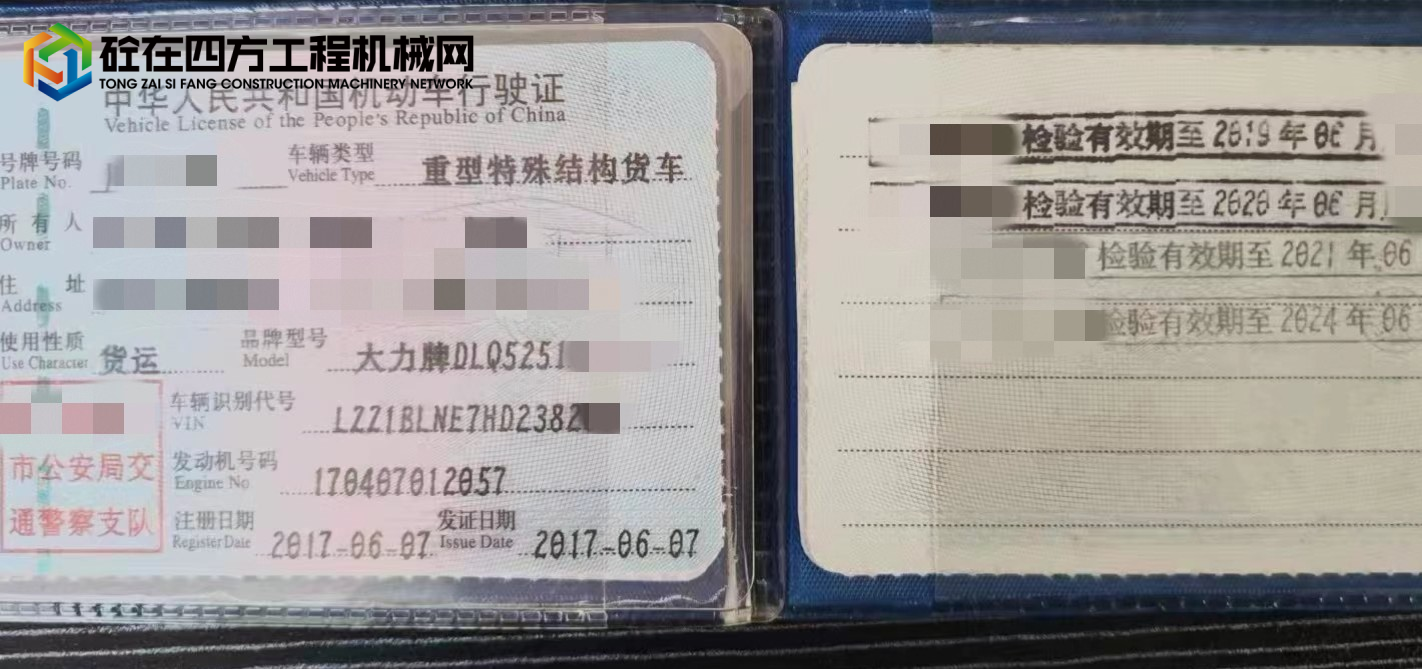 砼在四方工程机械网
TONG ZAI SI FANG CONSTRUCTION MACHINERY NETWORK
中华人民共和国机动车行驶证
Vehicle License of the People's Republic of China
号牌号码 车辆类型 重型特殊结构货车
Plate No. Vehicle Type
所有人
Owner
住址
Address
使用性质 货运 品牌型号 大力牌DLQ5251
Use Character Model
车辆识别代号 LZZ1BLNE7HD2382
VIN
发动机号码 170407012057
Engine No
注册日期 2017-06-07 发证日期 2017-06-07
Register Date Issue Date
市公安局交
通警察支队
检验有效期至2019年06月
检验有效期至2020年06月
检验有效期至2021年06
检验有效期至2024年06